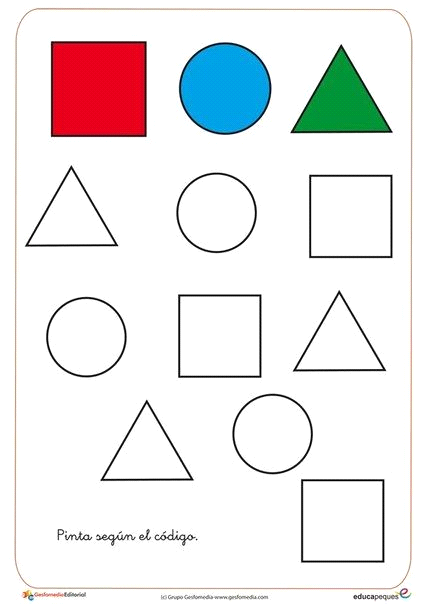 Pinta según el código.
GesfomediaEditorial
(c) Grupo Gesfomedia-www.gesfomedia.com
educapeques